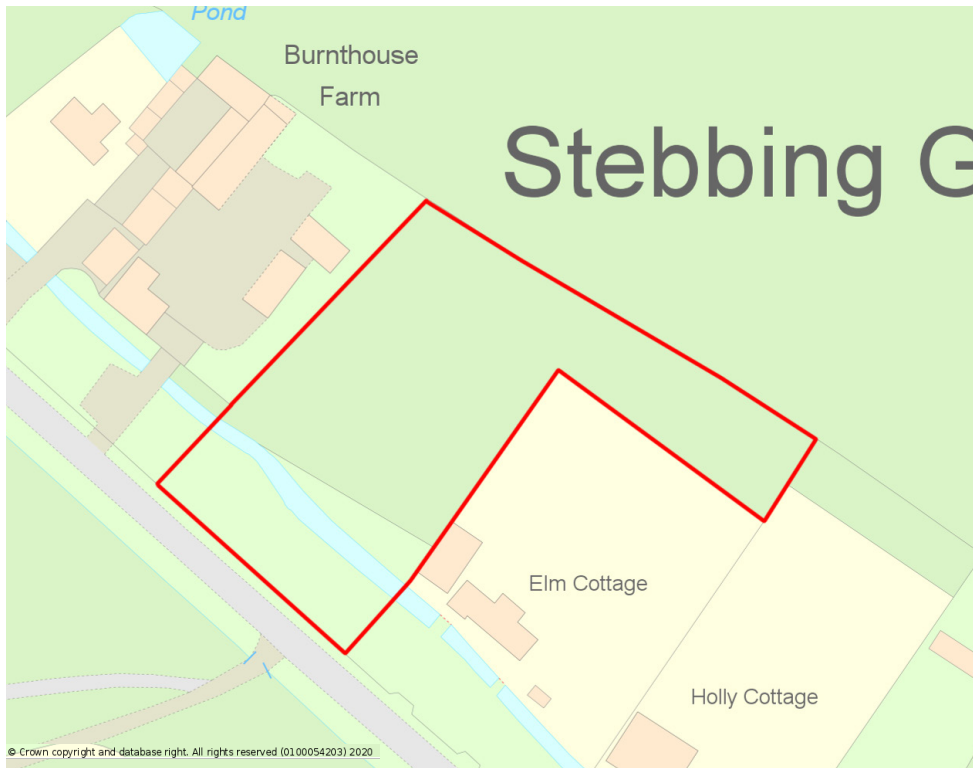 Pond
Burnthouse
Farm
Stebbing G
Elm Cottage
Holly Cottage
© Crown copyright and database right. All rights reserved (0100054203) 2020